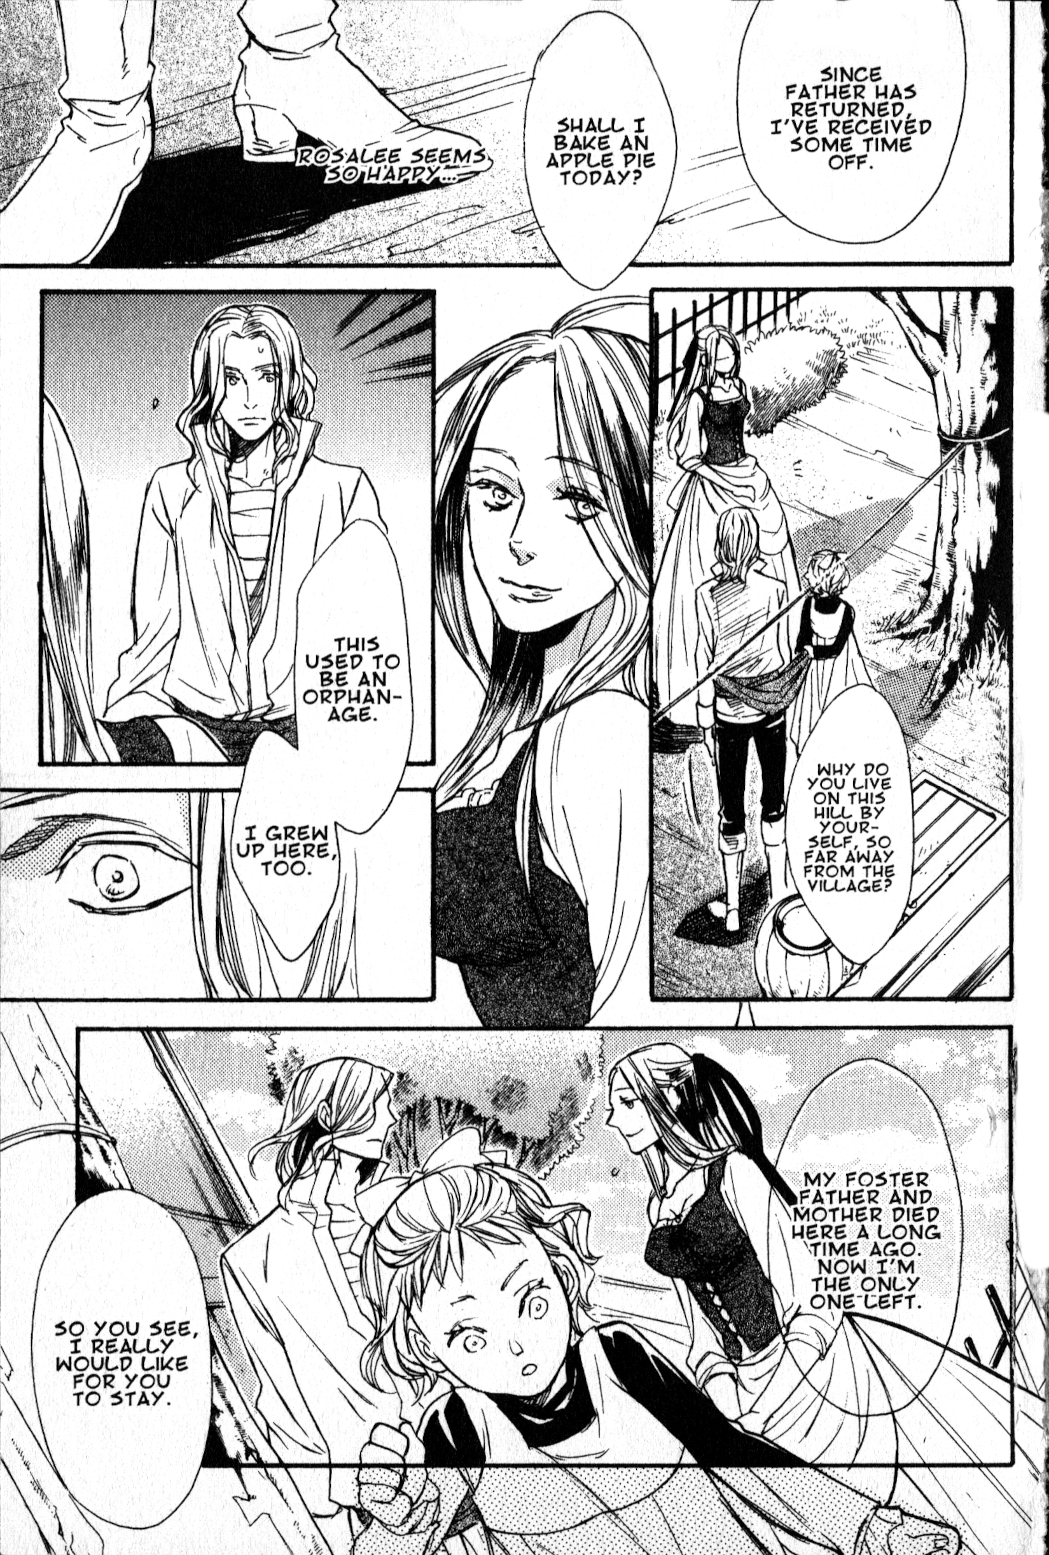 SINCE
FATHER HAS
RETURNED,
I'VE RECEIVED
SOME TIME
OFF.
SHALL I
BAKE AN
APPLE PIE
TODAY?
ROSALEE SEEMS
SO HAPPY...
WHY DO
YOU LIVE
ON THIS
HILL BY
YOUR-
SELF, SO
FAR AWAY
FROM THE
VILLAGE?
THIS
USED TO
BE AN
ORPHAN-
AGE.
I GREW
UP HERE,
TOO.
MY FOSTER
FATHER AND
MOTHER DIED
HERE A LONG
TIME AGO.
NOW I'M
THE ONLY
ONE LEFT.
SO YOU SEE,
I REALLY
WOULD LIKE
FOR YOU
TO STAY.